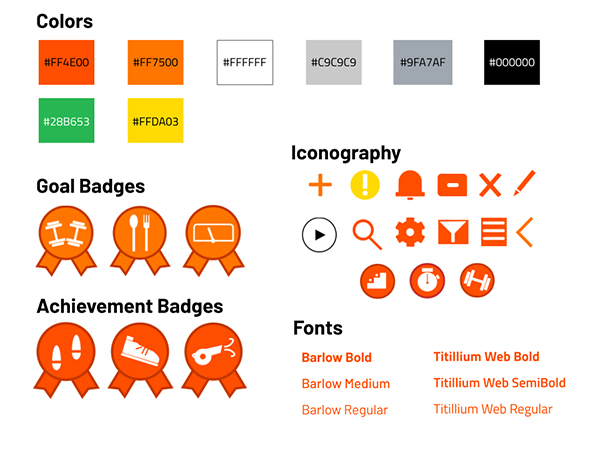 Colors
#FF4E00
#FF7500
#FFFFFF
#C9C9C9
#9FA7AF
#000000
#28B653
#FFDA03
Iconography
Goal Badges
Achievement Badges
Fonts
Barlow Bold
Titillium Web Bold
Barlow Medium
Titillium Web SemiBold
Barlow Regular
Titillium Web Regular